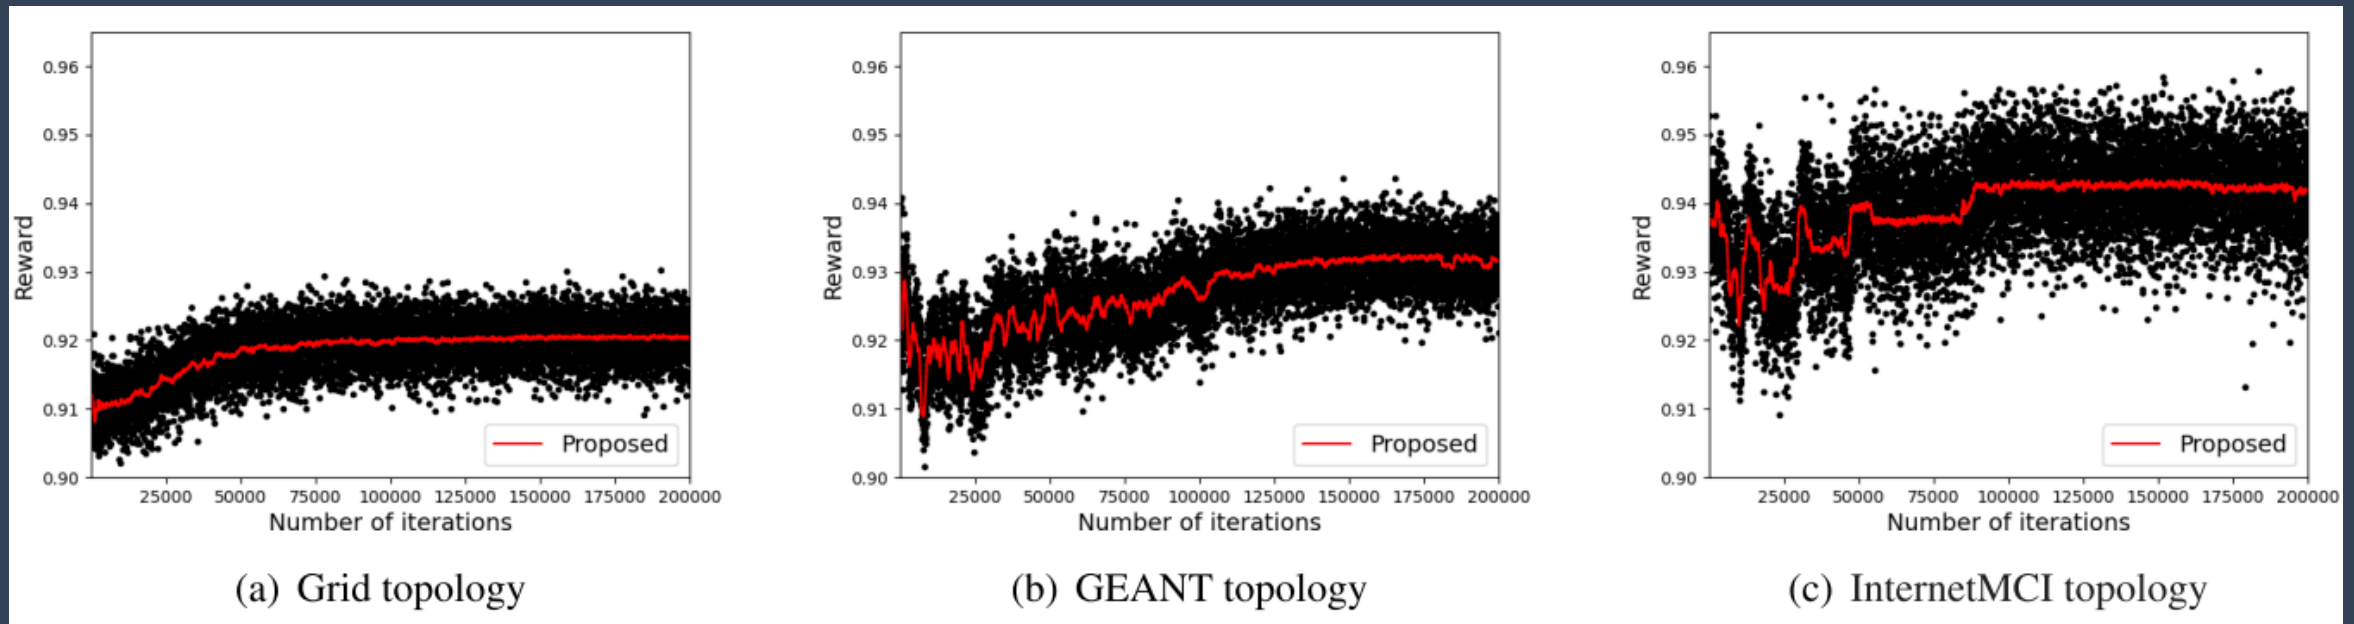 0.96
0.95
0.94
0.93
0.92
0.91
0.90
Reward
25000 50000 75000 100000 125000 150000 175000 200000
Number of iterations
Proposed
(a) Grid topology
0.96
0.95
0.94
0.93
0.92
0.91
0.90
Reward
25000 50000 75000 100000 125000 150000 175000 200000
Number of iterations
Proposed
(b) GEANT topology
0.96
0.95
0.94
0.93
0.92
0.91
0.90
Reward
25000 50000 75000 100000 125000 150000 175000 200000
Number of iterations
Proposed
(c) InternetMCI topology